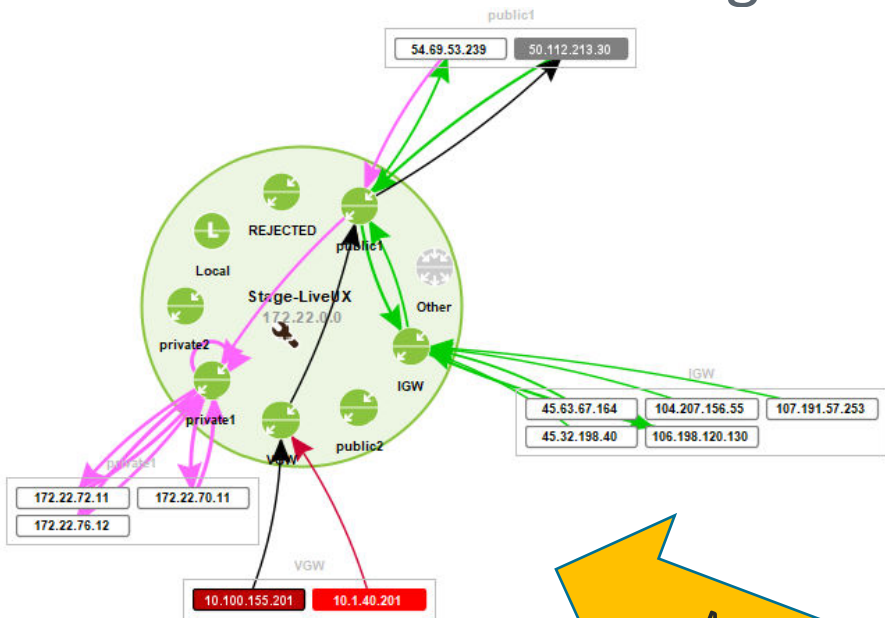 public1
54.69.53.239 50.112.213.30
REJECTED
public1
L
Local
Stage-LiveUX
172.22.0.0
Other
private2
IGW
IGW
45.63.67.164 104.207.156.55 107.191.57.253
45.32.198.40 106.198.120.130
private1
public2
VGW
private1
172.22.72.11 172.22.70.11
172.22.76.12
VGW
10.100.155.201 10.1.40.201